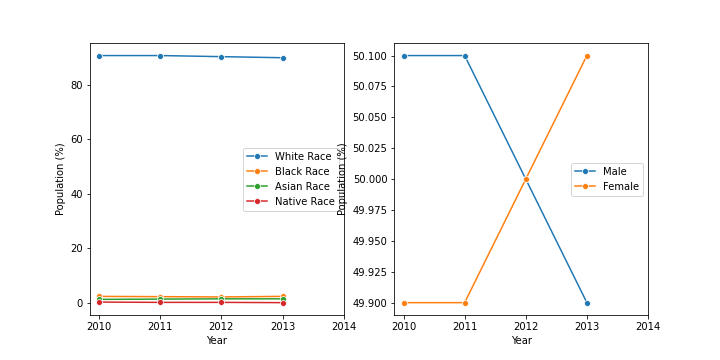 Population (%)
80
60
40
20
0
2010 2011 2012 2013 2014
Year
White Race
Black Race
Asian Race
Native Race
Population (%)
50.100
50.075
50.050
50.025
50.000
49.975
49.950
49.925
49.900
2010 2011 2012 2013 2014
Year
Male
Female